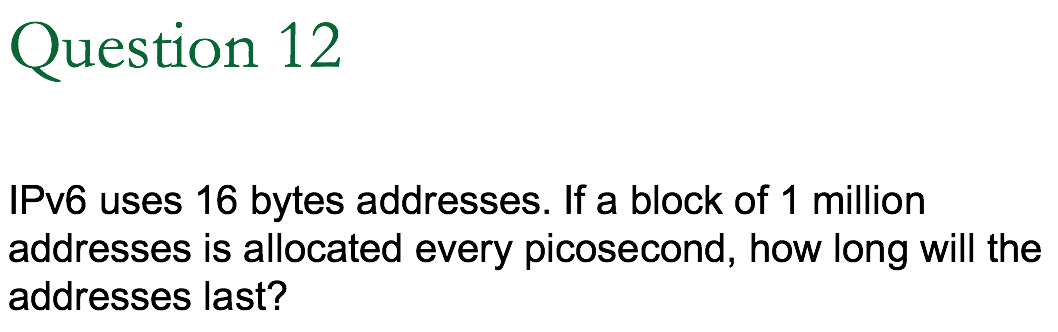 Question 12
IPv6 uses 16 bytes addresses. If a block of 1 million
addresses is allocated every picosecond, how long will the
addresses last?